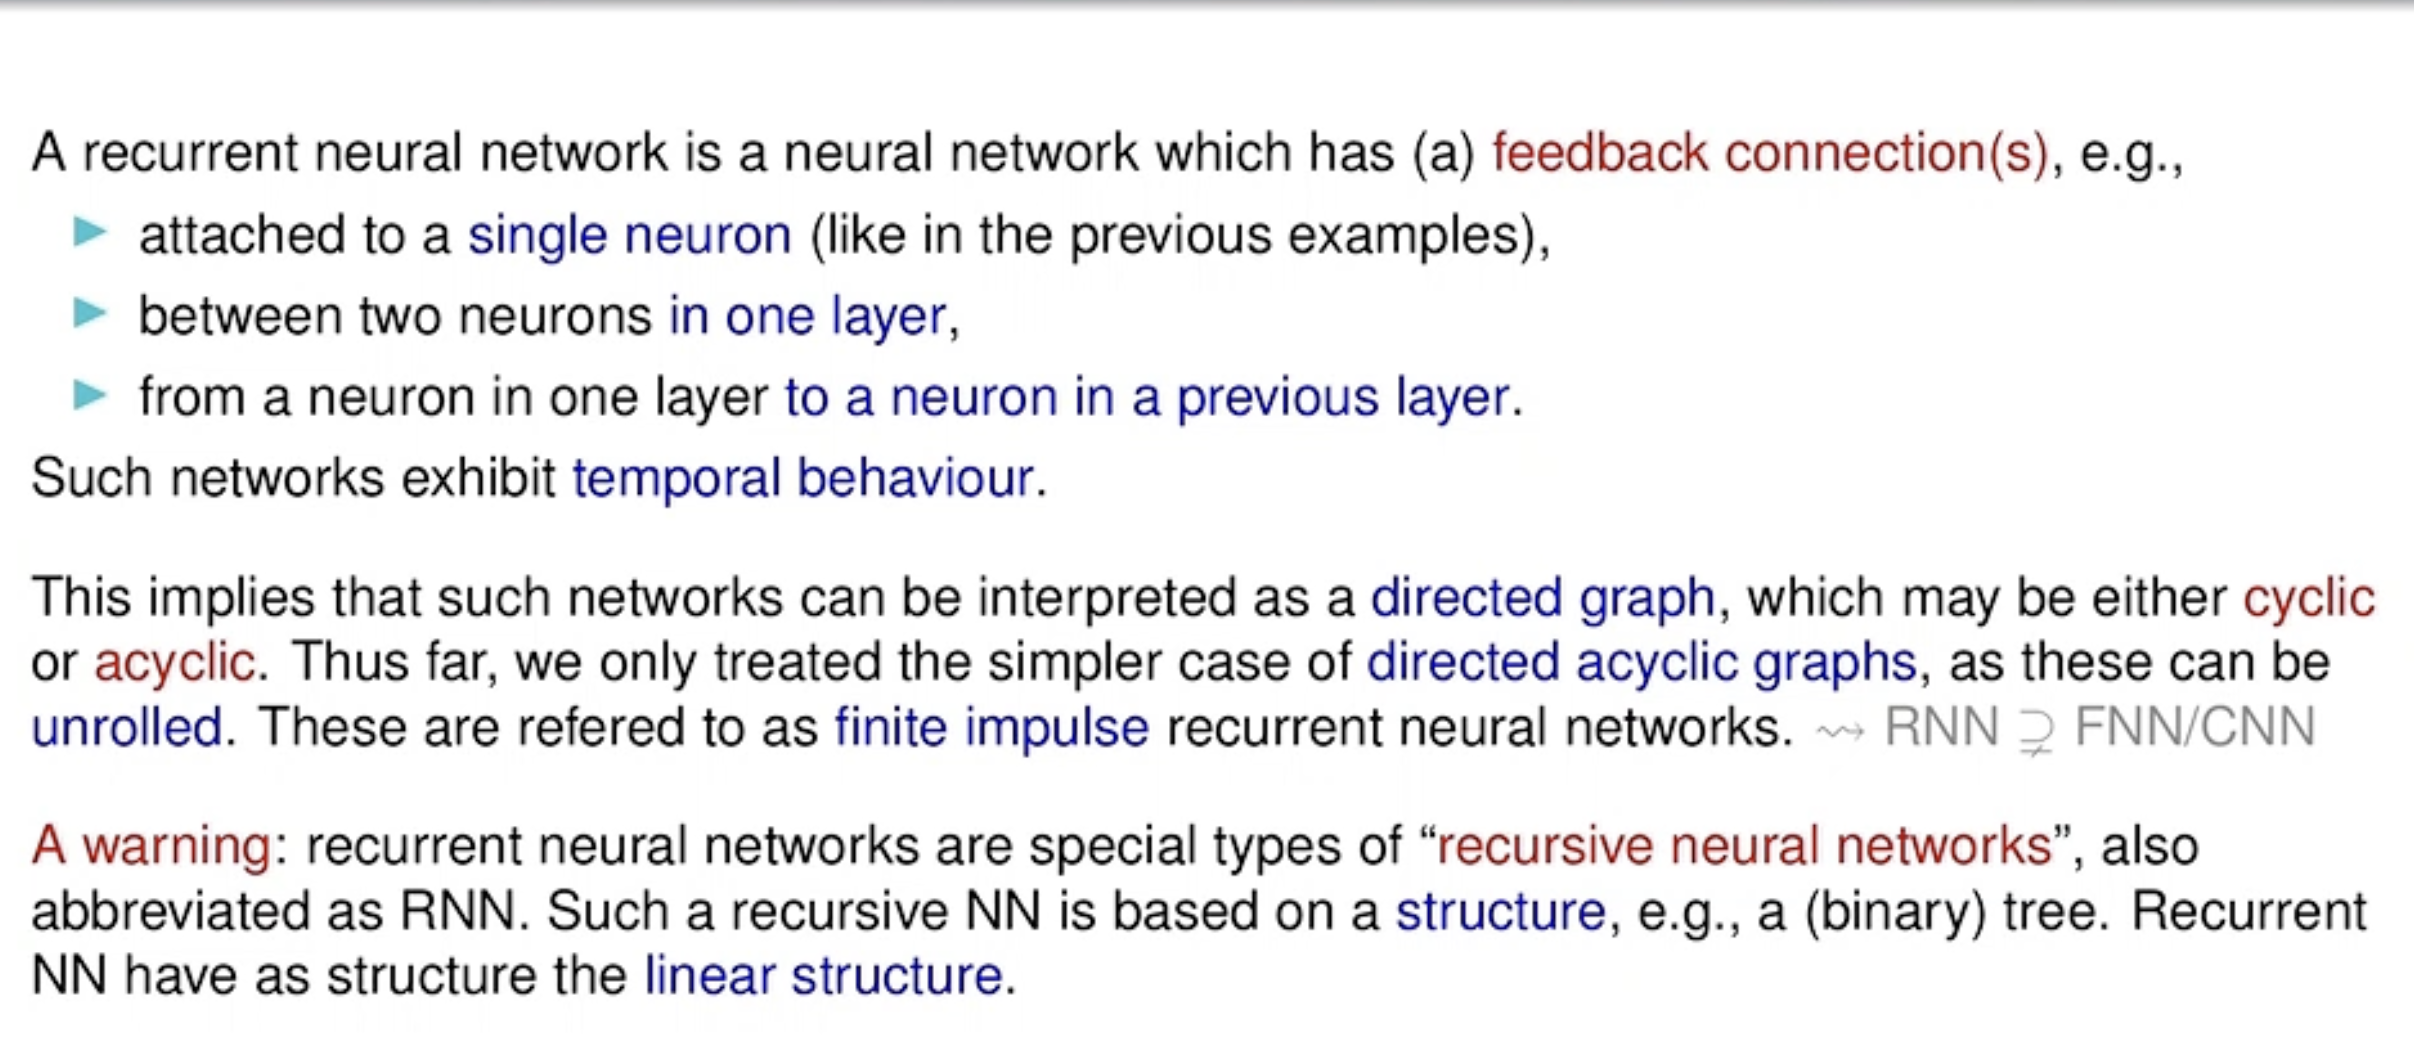 A recurrent neural network is a neural network which has (a) feedback connection(s), e.g.,
▶ attached to a single neuron (like in the previous examples),
▶ between two neurons in one layer,
▶ from a neuron in one layer to a neuron in a previous layer.
Such networks exhibit temporal behaviour.
This implies that such networks can be interpreted as a directed graph, which may be either cyclic
or acyclic. Thus far, we only treated the simpler case of directed acyclic graphs, as these can be
unrolled. These are refered to as finite impulse recurrent neural networks. ⇝ RNN ⊋ FNN/CNN
A warning: recurrent neural networks are special types of “recursive neural networks”, also
abbreviated as RNN. Such a recursive NN is based on a structure, e.g., a (binary) tree. Recurrent
NN have as structure the linear structure.